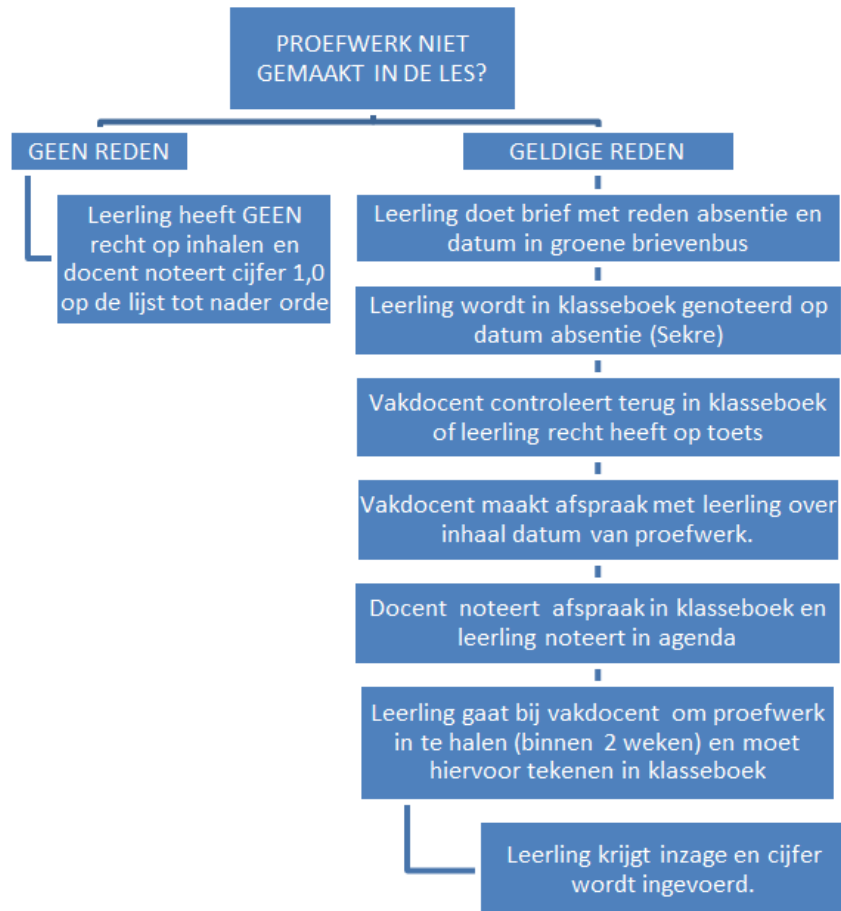 PROEFWERK NIET
GEMAAKT IN DE LES?
GEEN REDEN
Leerling heeft GEEN
recht op inhalen en
docent noteert cijfer 1,0
op de lijst tot nader orde
GELDIGE REDEN
Leerling doet brief met reden absentie en
datum in groene brievenbus
Leerling wordt in klasseboek genoteerd op
datum absentie (Sekre)
Vakdocent controleert terug in klasseboek
of leerling recht heeft op toets
Vakdocent maakt afspraak met leerling over
inhaal datum van proefwerk.
Docent noteert afspraak in klasseboek en
leerling noteert in agenda
Leerling gaat bij vakdocent om proefwerk
in te halen (binnen 2 weken) en moet
hiervoor tekenen in klasseboek
Leerling krijgt inzage en cijfer
wordt ingevoerd.